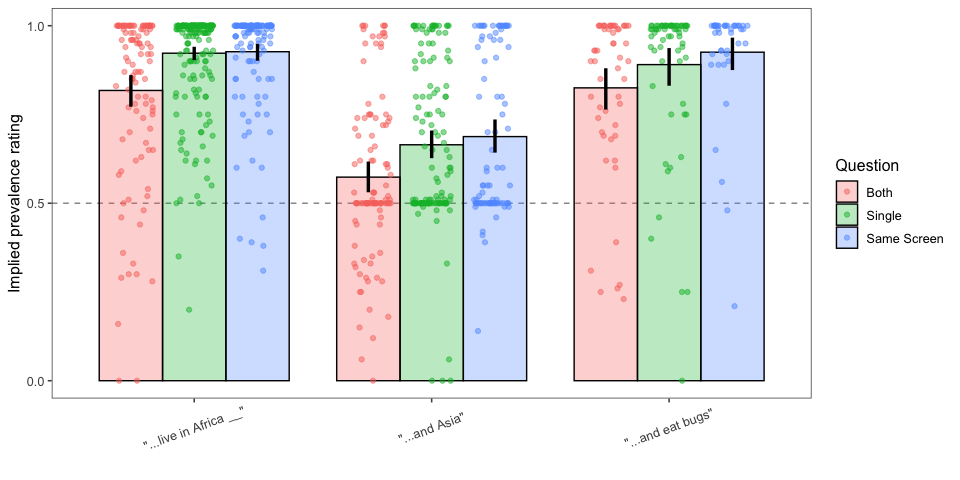 Implied prevalence rating
1.0
0.5
0.0
"...live in Africa __"
"...and Asia"
"...and eat bugs"
Question
Both
Single
Same Screen